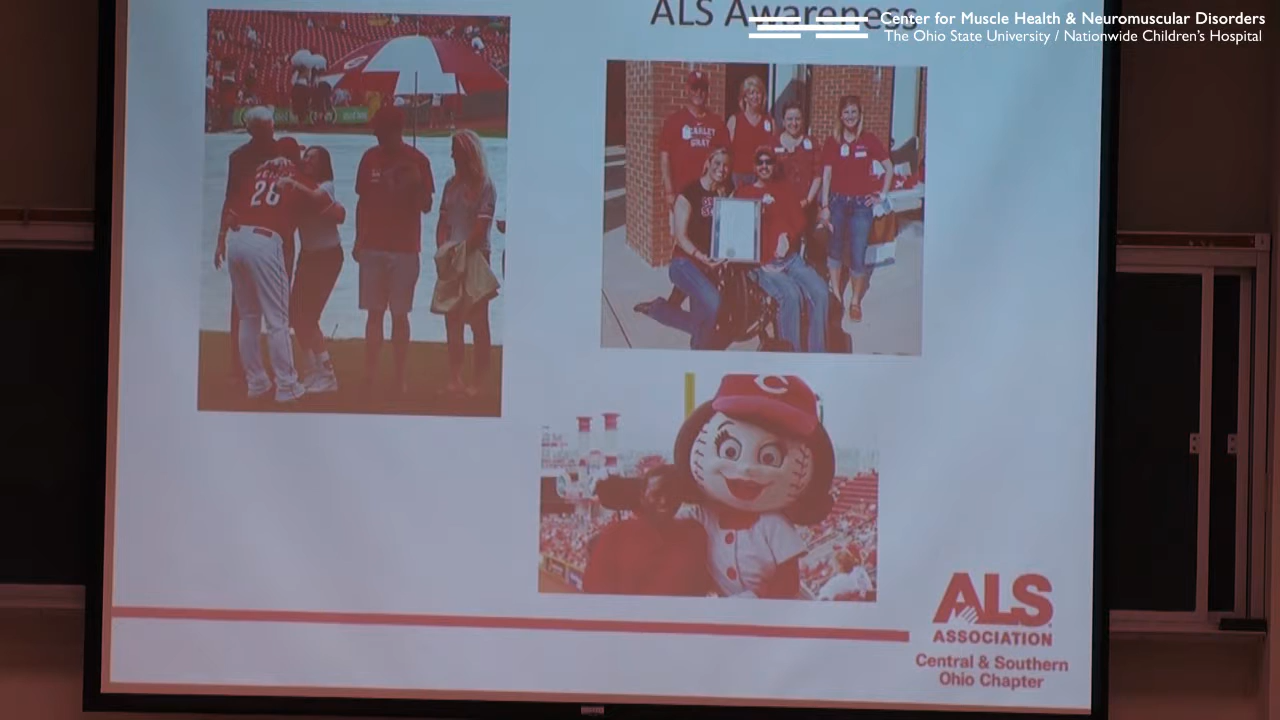 ALS Awareness
Center for Muscle Health & Neuromuscular Disorders
The Ohio State University / Nationwide Children's Hospital
28
C
ALS
ASSOCIATION
Central & Southern
Ohio Chapter